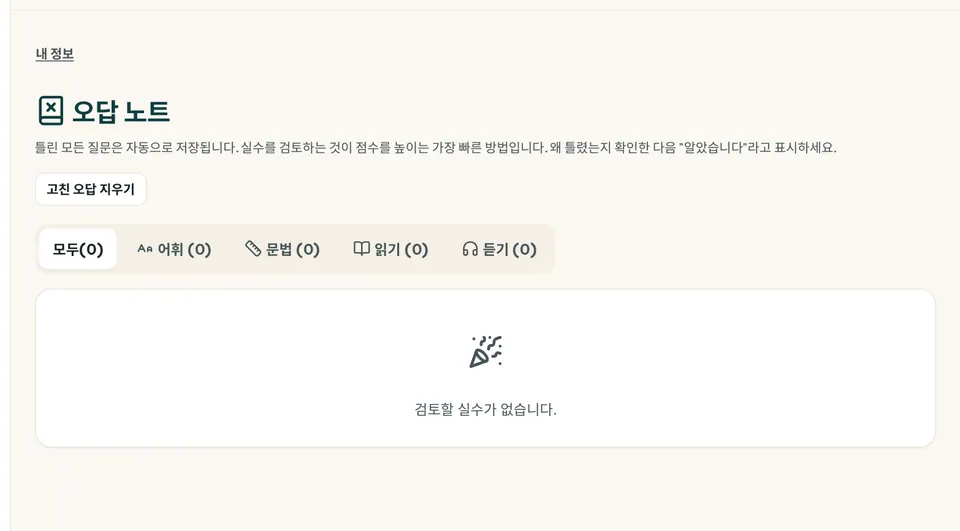 내 정보
오답 노트
틀린 모든 질문은 자동으로 저장됩니다. 실수를 검토하는 것이 점수를 높이는 가장 빠른 방법입니다. 왜 틀렸는지 확인한 다음 "알았습니다"라고 표시하세요.
고친 오답 지우기
모두(0) 어휘 (0) 문법 (0) 읽기 (0) 듣기 (0)
검토할 실수가 없습니다.